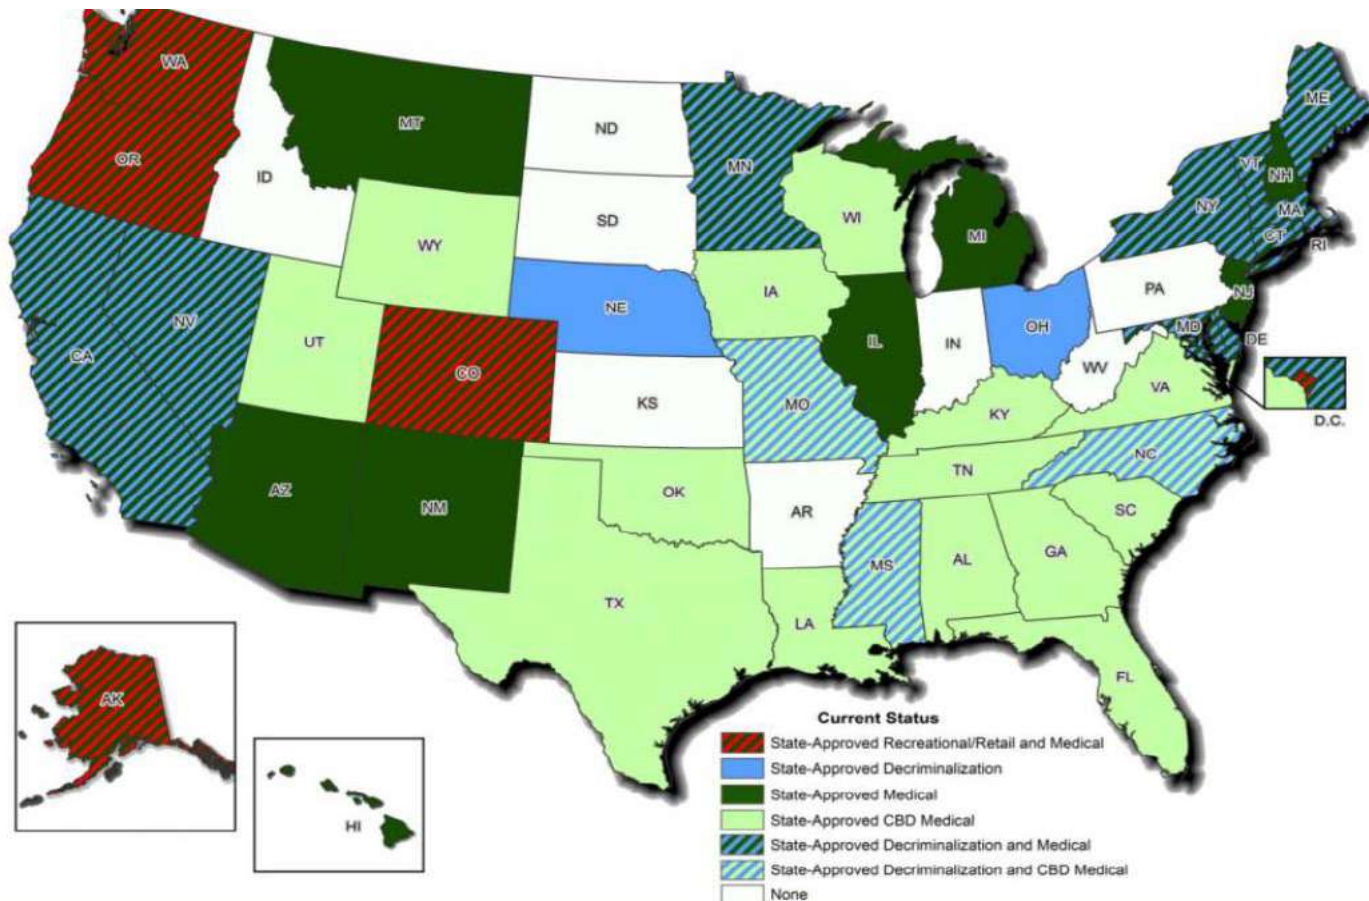 WA
ME
MT
ND
VT
OR
MN
NH
ID
MA
NY
SD
WI
CT
RI
MI
WY
PA
IA
NJ
NE
NV
OH
MD
DE
UT
IL
IN
CA
CO
WV
VA
KS
MO
KY
D.C.
NC
TN
AZ
OK
NM
AR
SC
GA
AL
MS
TX
LA
FL
AK
HI
Current Status
State-Approved Recreational/Retail and Medical
State-Approved Decriminalization
State-Approved Medical
State-Approved CBD Medical
State-Approved Decriminalization and Medical
State-Approved Decriminalization and CBD Medical
None